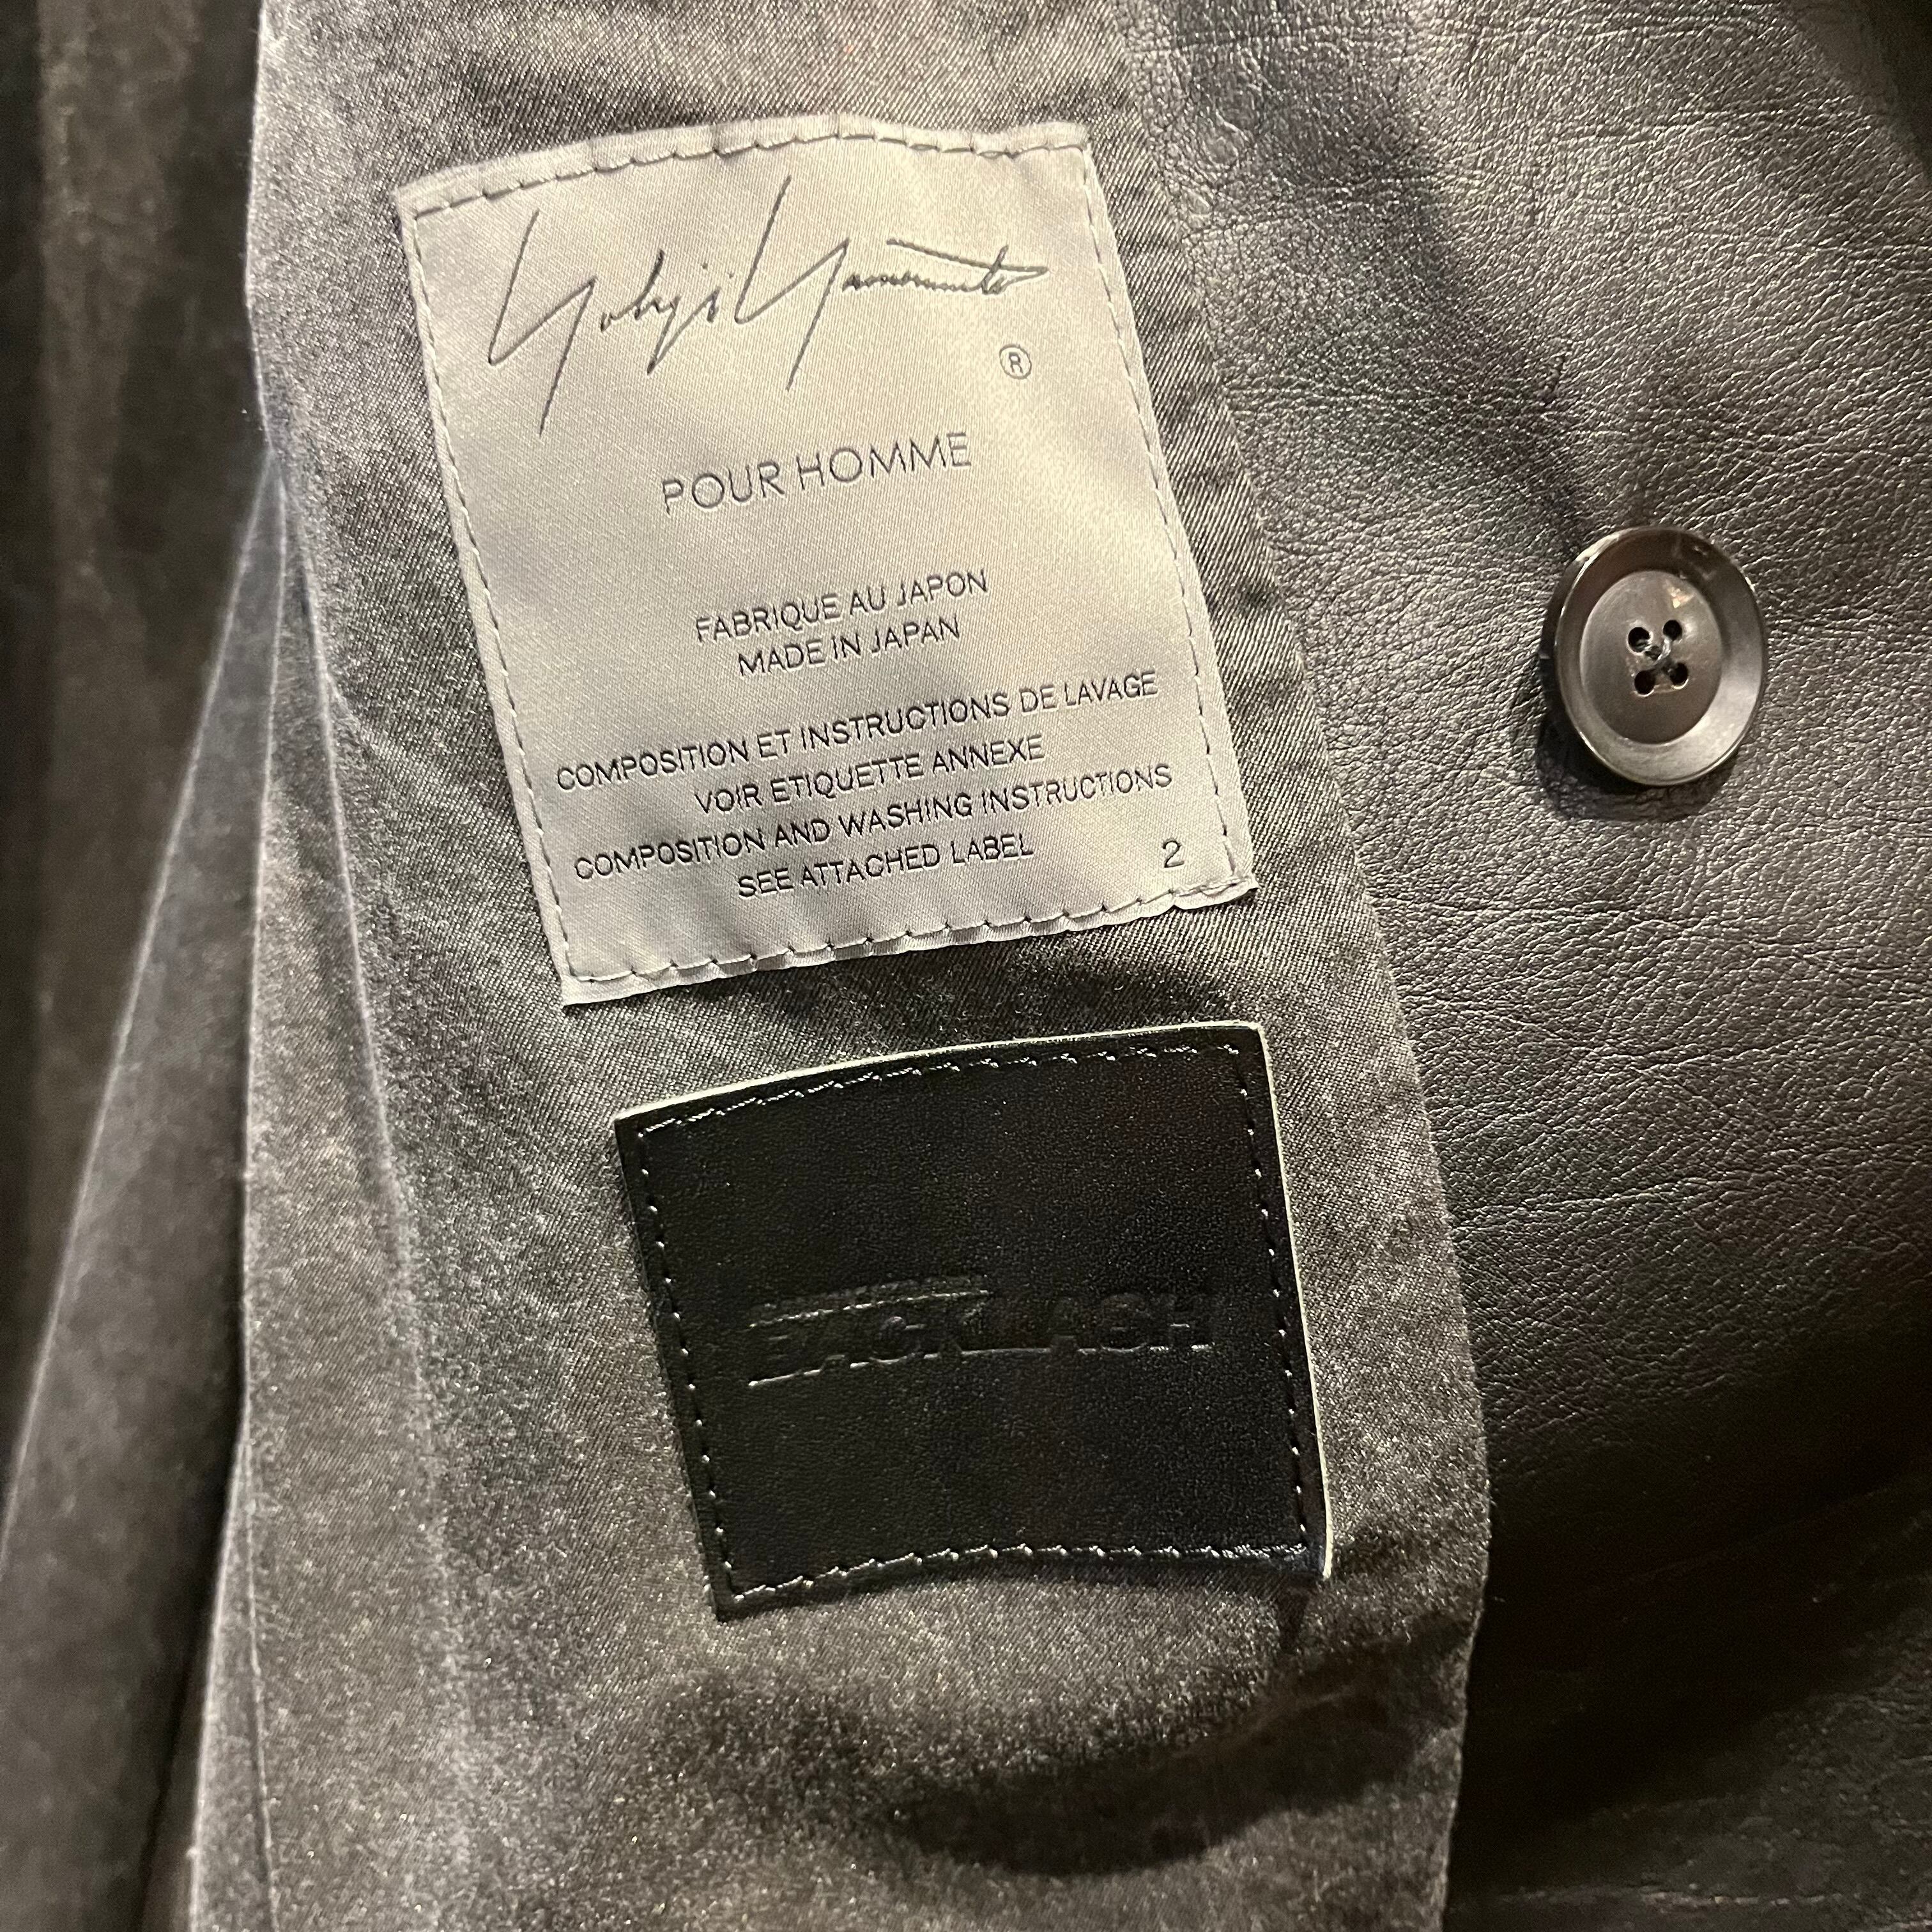 Yohji Yamamoto
®
POUR HOMME
FABRIQUE AU JAPON
MADE IN JAPAN
COMPOSITION ET INSTRUCTIONS DE LAVAGE
VOIR ETIQUETTE ANNEXE
COMPOSITION AND WASHING INSTRUCTIONS
SEE ATTACHED LABEL 2
BACKLASH